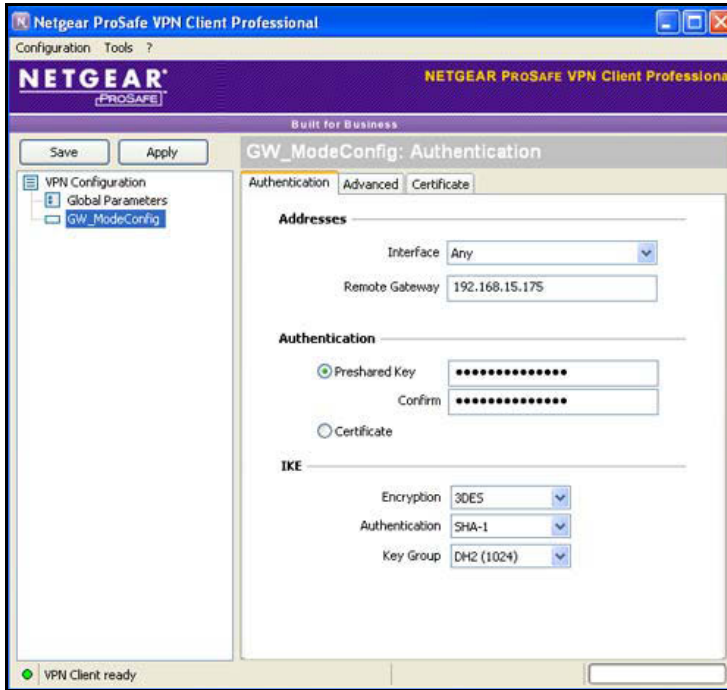 Netgear ProSafe VPN Client Professional
Configuration Tools ?
NETGEAR®
PROSAFE
NETGEAR PROSAFE VPN Client Professiona
Built for Business
Save Apply
GW_ModeConfig: Authentication
VPN Configuration
Global Parameters
GW_ModeConfig
Authentication Advanced Certificate
Addresses
Interface Any
Remote Gateway 192.168.15.175
Authentication
Preshared Key ••••••••••••••
Confirm ••••••••••••••
Certificate
IKE
Encryption 3DES
Authentication SHA-1
Key Group DH2 (1024)
VPN Client ready